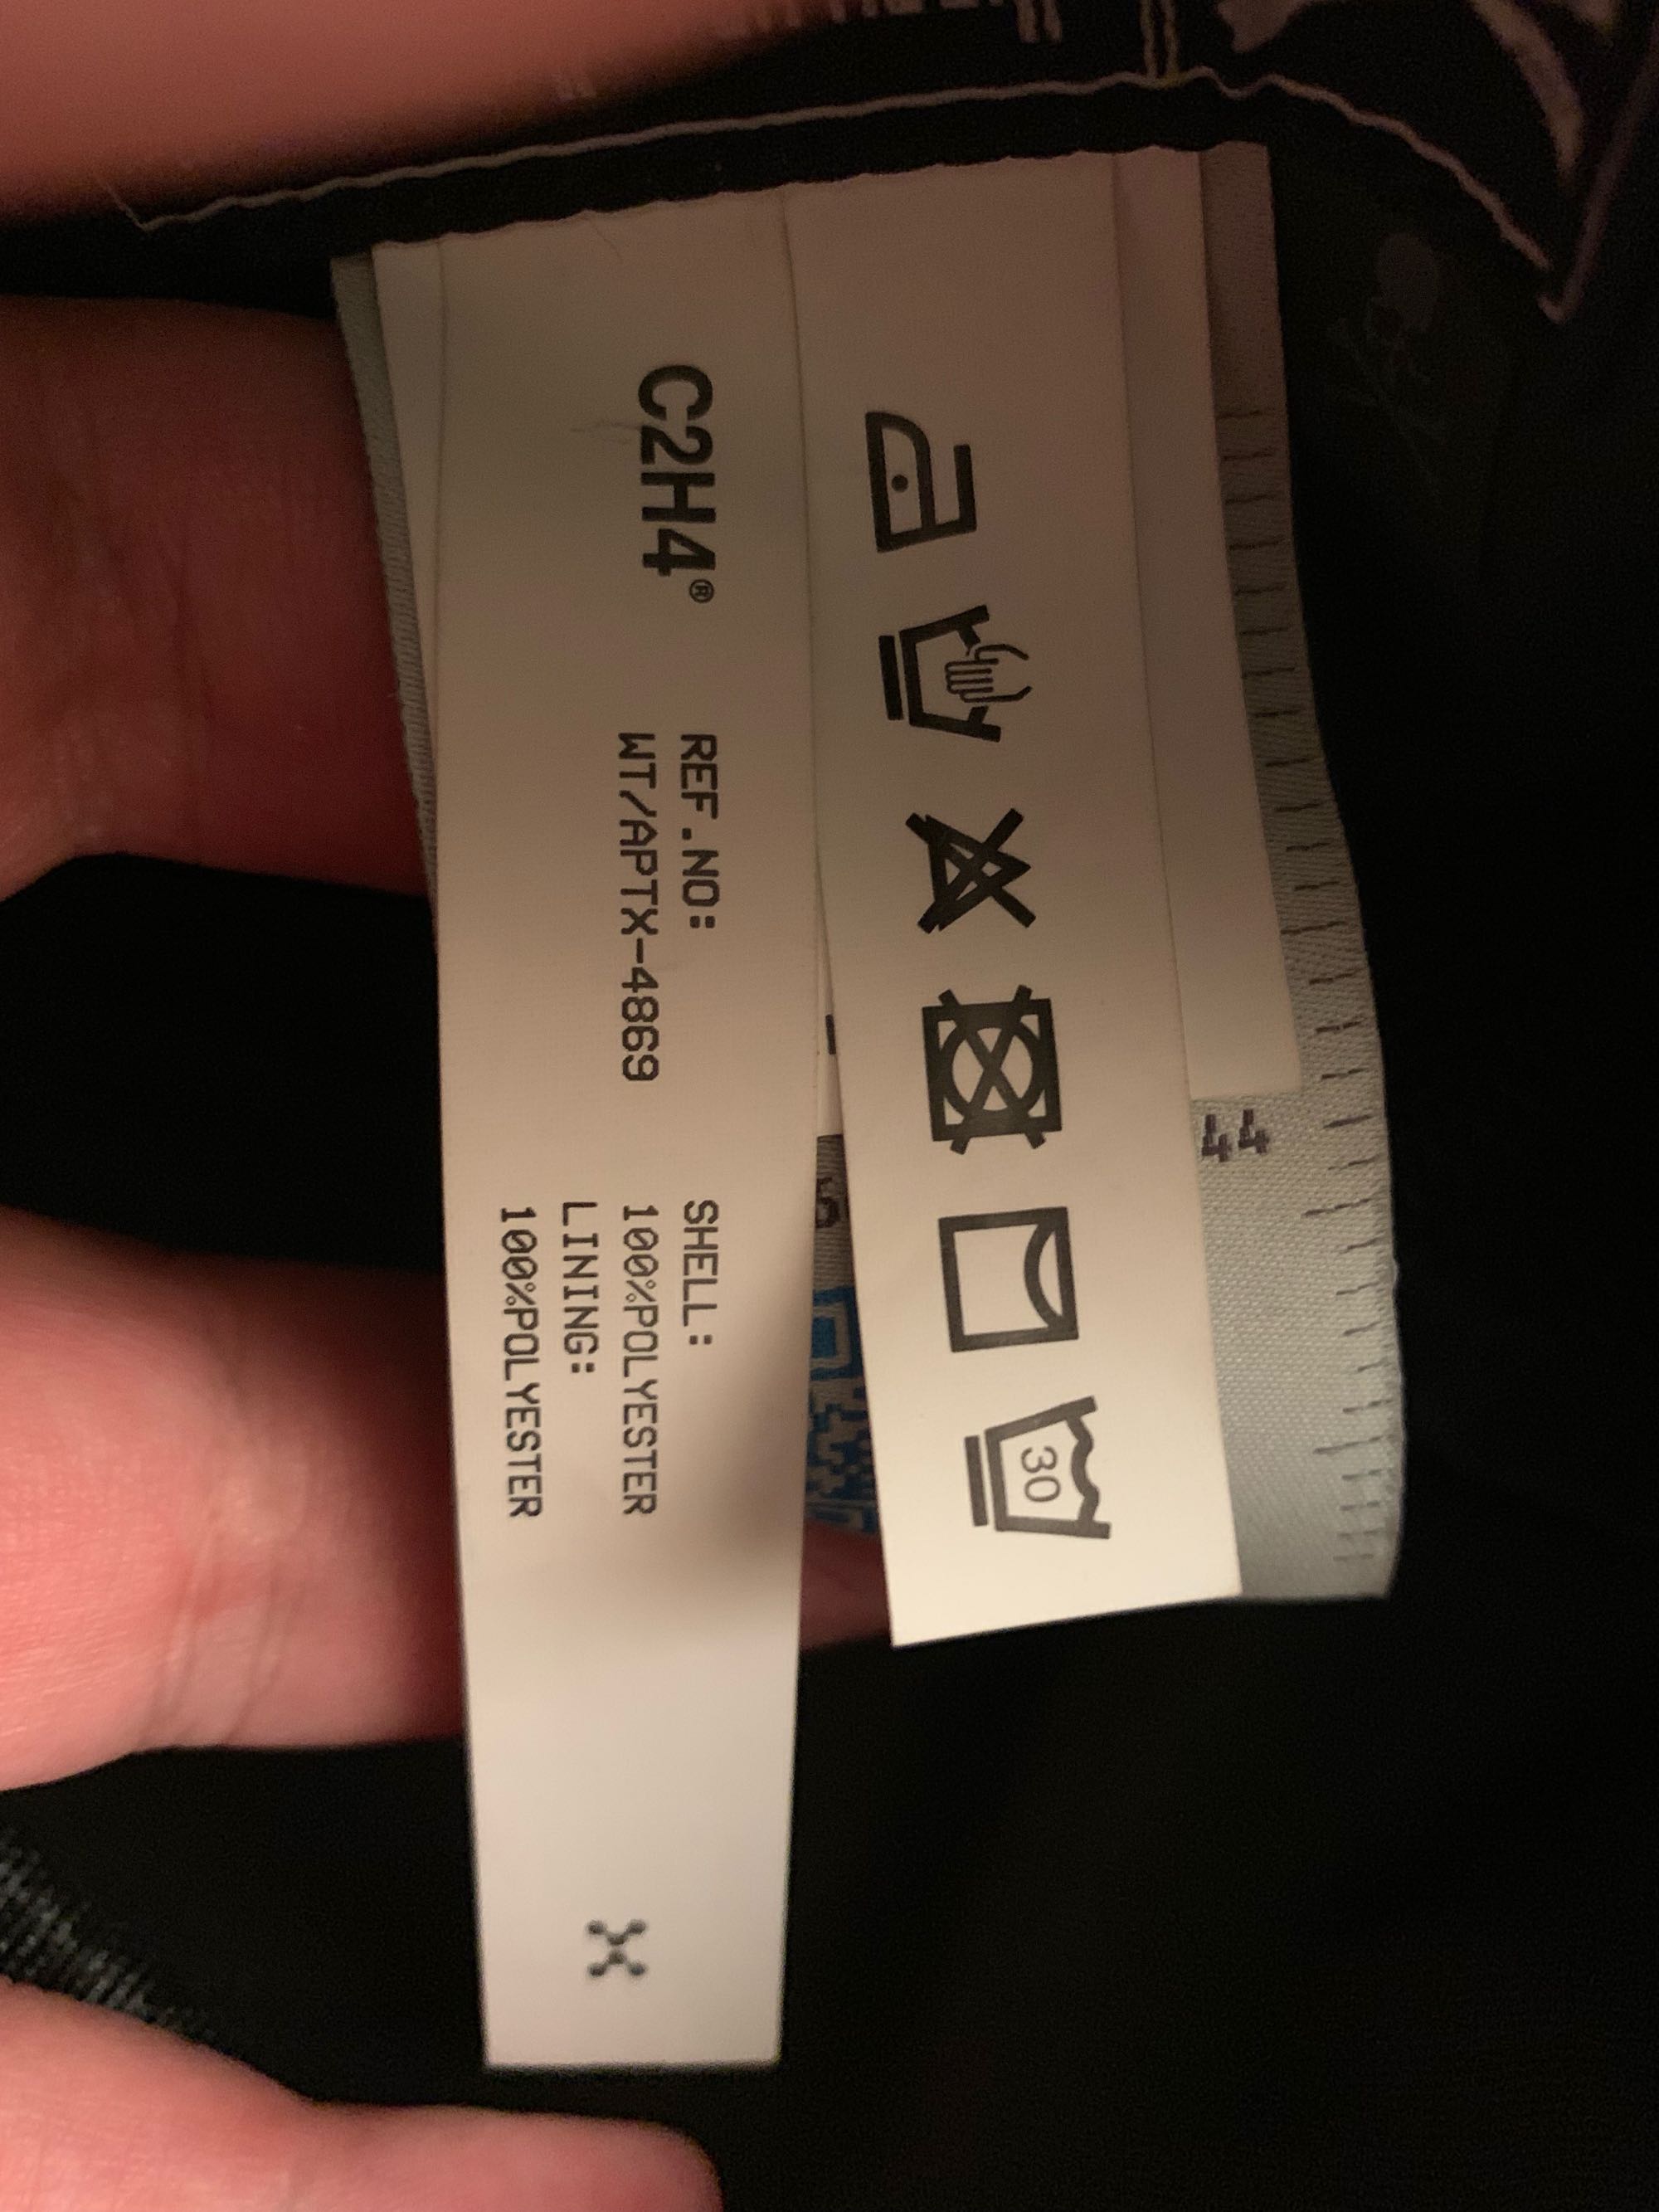 C2H4®
REF.NO:
WT/APTX-4869
SHELL:
100%POLYESTER
LINING:
100%POLYESTER
30
44